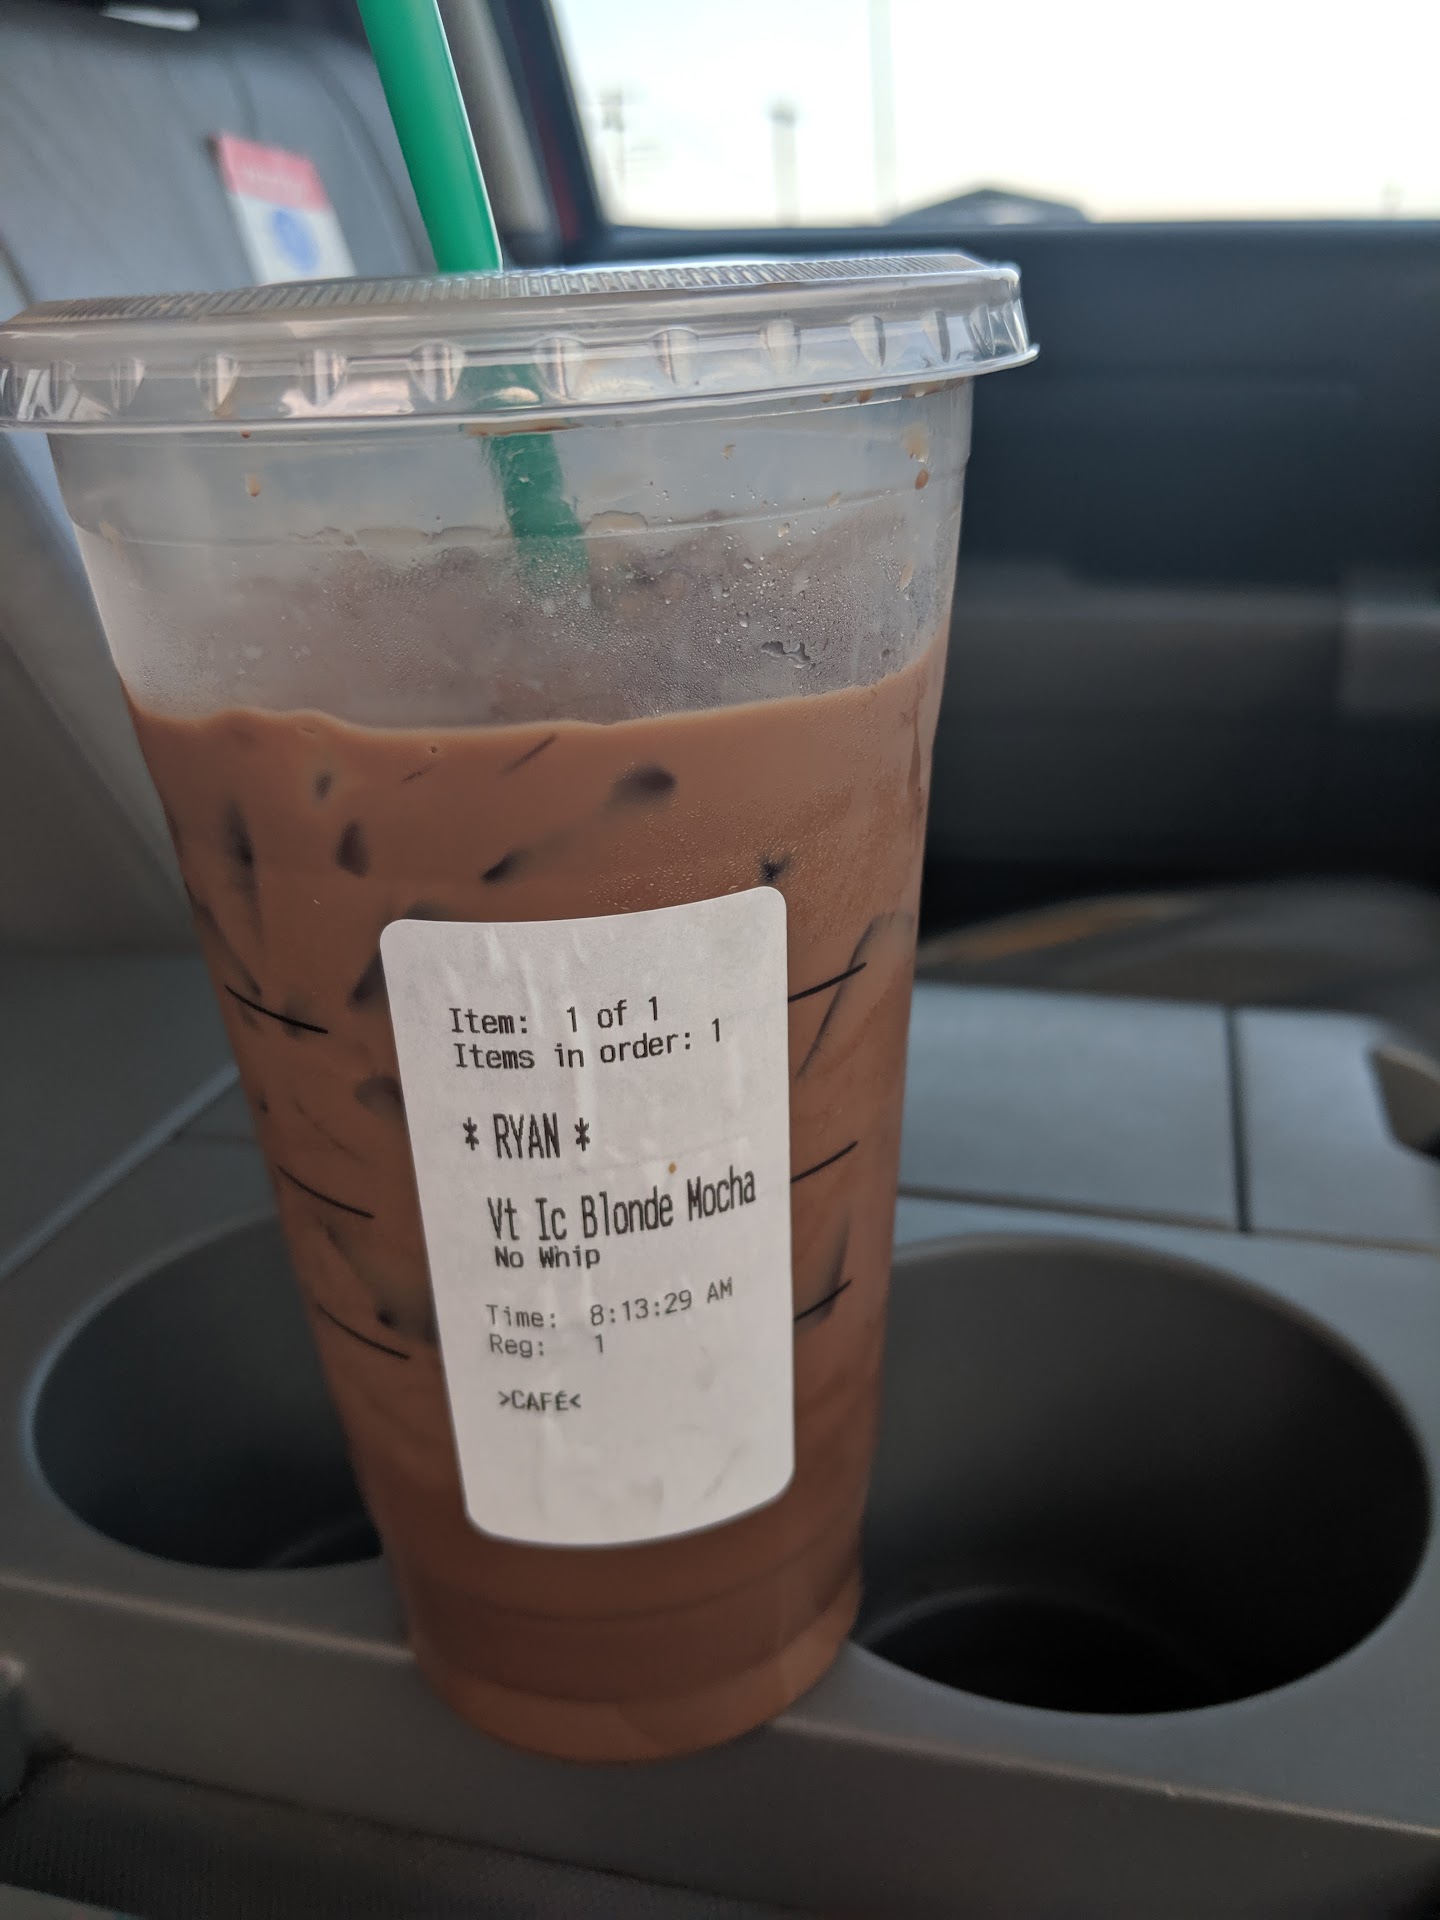 Item: 1 of 1
Items in order: 1
* RYAN *
Vt Ic Blonde Mocha
No Whip
Time: 8:13:29 AM
Reg: 1
>CAFÉ<